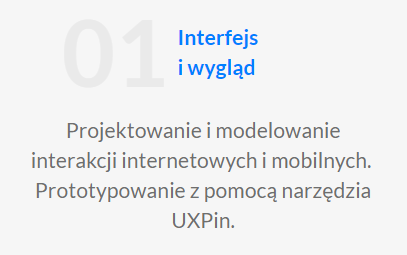 01
Interfejs
i wygląd
Projektowanie i modelowanie
interakcji internetowych i mobilnych.
Prototypowanie z pomocą narzędzia
UXPin.